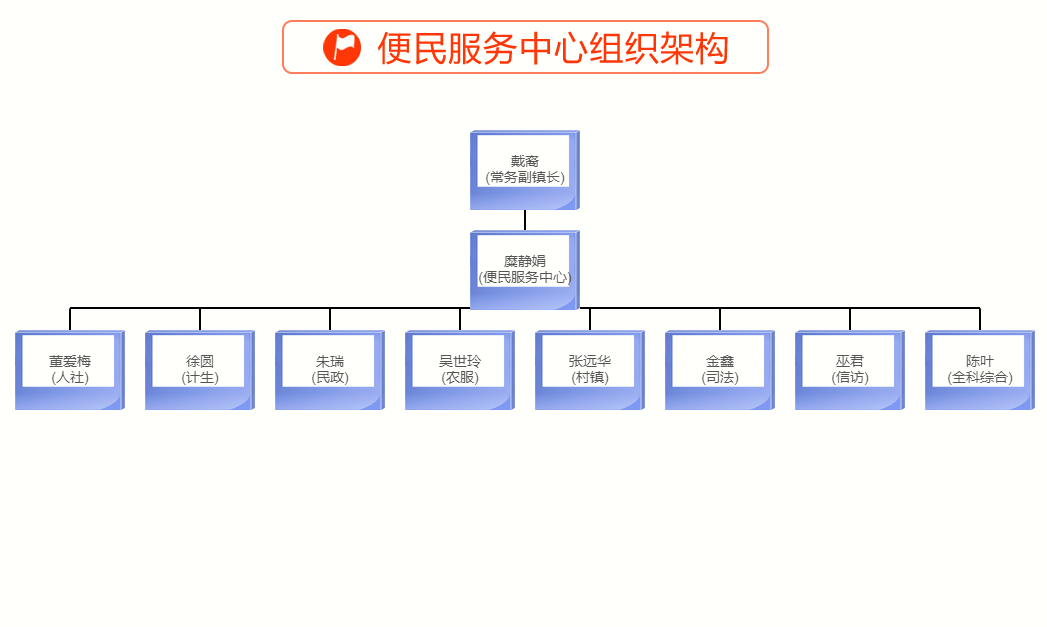 便民服务中心组织架构
戴裔
(常务副镇长)
糜静娟
(便民服务中心)
董爱梅
(人社)
徐圆
(计生)
朱瑞
(民政)
吴世玲
(农服)
张远华
(村镇)
金鑫
(司法)
巫君
(信访)
陈叶
(全科综合)